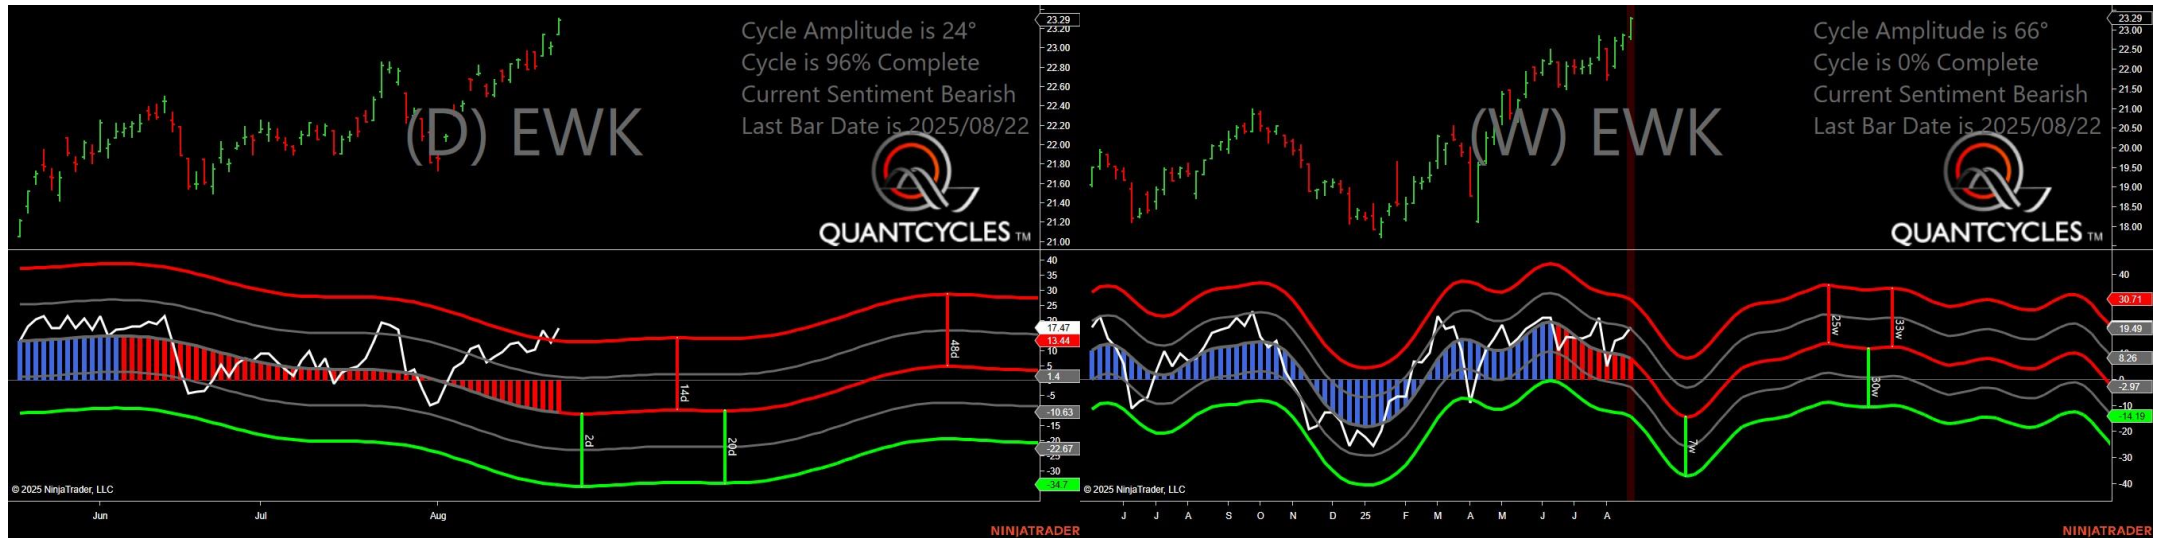 Cycle Amplitude is 24°
Cycle is 96% Complete
Current Sentiment Bearish
Last Bar Date is 2025/08/22
(D) EWK
QUANTCYCLES TM
23.29
23.20
23.00
22.80
22.60
22.40
22.20
22.00
21.80
21.60
21.40
21.20
21.00
40
35
30
25
20
17.47
13.44
10
5
1.4
-5
-10.63
-15
-20
-22.67
-25
-30
-34.7
2d
14d
20d
48d
© 2025 NinjaTrader, LLC
Jun Jul Aug
NINJATRADER
Cycle Amplitude is 66°
Cycle is 0% Complete
Current Sentiment Bearish
Last Bar Date is 2025/08/22
(W) EWK
QUANTCYCLES TM
23.29
23.00
22.50
22.00
21.50
21.00
20.50
20.00
19.50
19.00
18.50
18.00
40
30.71
19.49
8.26
0
-2.97
-10
-14.19
-20
-30
-40
7w
25w
30w
33w
© 2025 NinjaTrader, LLC
J J A S O N D 25 F M A M J J A
NINJATRADER